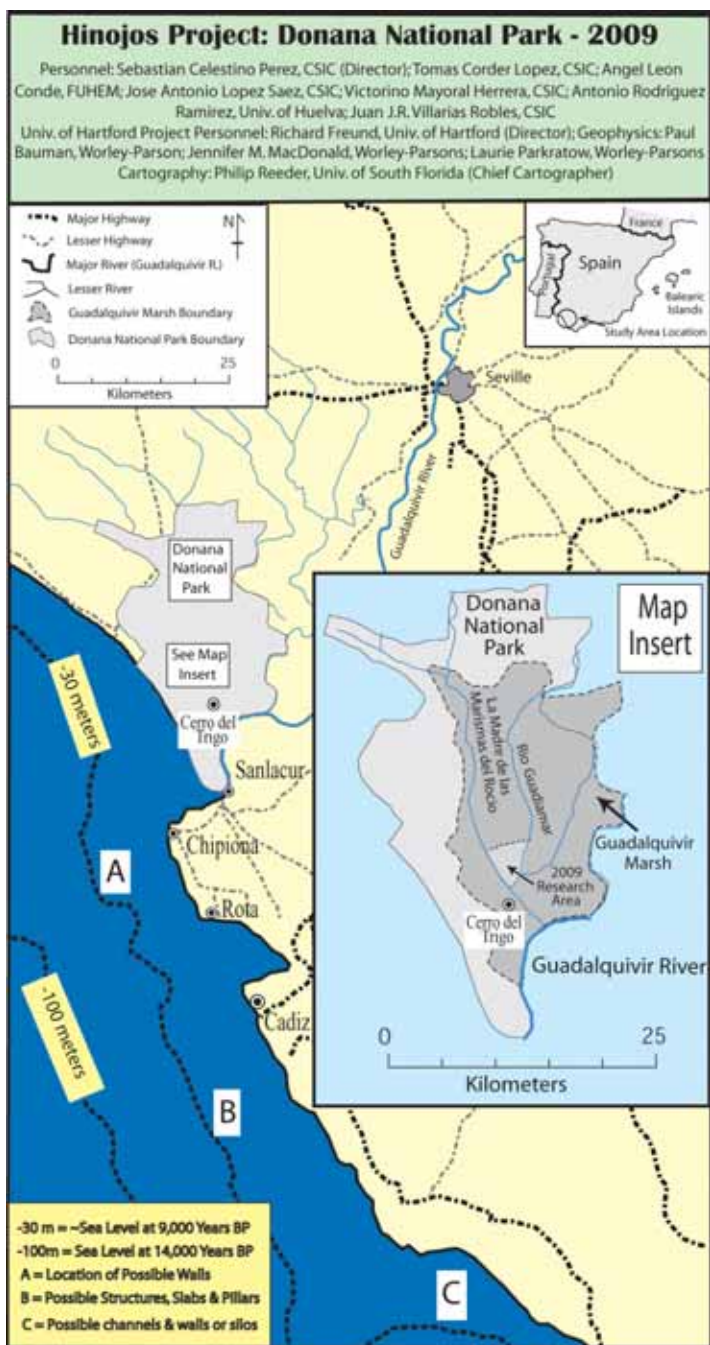 Hinojos Project: Donana National Park - 2009
Personnel: Sebastian Celestino Perez, CSIC (Director); Tomas Corder Lopez, CSIC; Angel Leon
Conde, FUHEM; Jose Antonio Lopez Saez, CSIC; Victorino Mayoral Herrera, CSIC; Antonio Rodriguez
Ramirez, Univ. of Huelva; Juan J.R. Villarias Robles, CSIC
Univ. of Hartford Project Personnel: Richard Freund, Univ. of Hartford (Director); Geophysics: Paul
Bauman, Worley-Parson; Jennifer M. MacDonald, Worley-Parsons; Laurie Parkratow, Worley-Parsons
Cartography: Philip Reeder, Univ. of South Florida (Chief Cartographer)
Major Highway
Lesser Highway
Major River (Guadalquivir R.)
Lesser River
Guadalquivir Marsh Boundary
Donana National Park Boundary
N
0 25
Kilometers
France
Spain
Portugal
Balearic
Islands
Study Area Location
Seville
Guadalquivir River
Donana
National
Park
See Map
Insert
Cerro del
Trigo
Sanlacur
Chipiona
Rota
Cadiz
-30 meters
-100 meters
A
B
C
Map
Insert
Donana
National
Park
La Madre de las
Marismas del Rocio
Rio Guadiamar
Guadalquivir
Marsh
2009
Research
Area
Cerro del
Trigo
Guadalquivir River
0 25
Kilometers
-30 m = ~Sea Level at 9,000 Years BP
-100m = Sea Level at 14,000 Years BP
A = Location of Possible Walls
B = Possible Structures, Slabs & Pillars
C = Possible channels & walls or silos